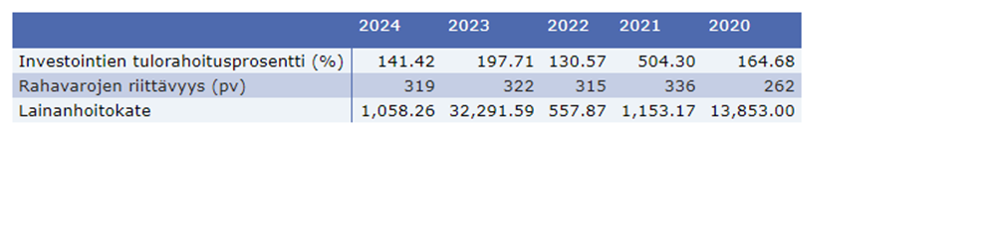 2024 2023 2022 2021 2020
Investointien tulorahoitusprosentti (%) 141.42 197.71 130.57 504.30 164.68
Rahavarojen riittävyys (pv) 319 322 315 336 262
Lainanhoitokate 1,058.26 32,291.59 557.87 1,153.17 13,853.00